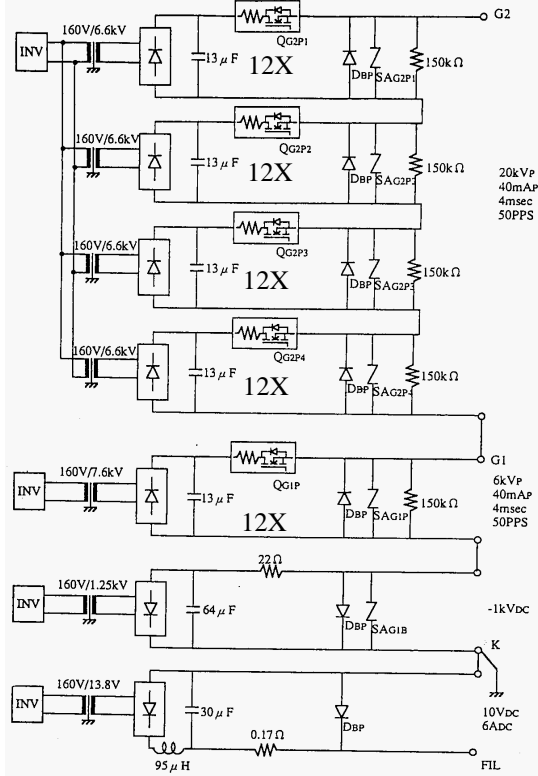 160V/6.6kV
G2
INV
QG2P1
13μF
12X
DBP
SAG2P1
150kΩ
160V/6.6kV
QG2P2
13μF
12X
DBP
SAG2P2
150kΩ
20kVP
40mAP
4msec
50PPS
160V/6.6kV
QG2P3
13μF
12X
DBP
SAG2P3
150kΩ
160V/6.6kV
QG2P4
13μF
12X
DBP
SAG2P4
150kΩ
G1
160V/7.6kV
INV
QG1P
13μF
12X
DBP
SAG1P
150kΩ
6kVP
40mAP
4msec
50PPS
22Ω
160V/1.25kV
INV
64μF
DBP
SAG1B
-1kVDC
K
160V/13.8V
INV
30μF
DBP
10VDC
6ADC
0.17Ω
95μH
FIL